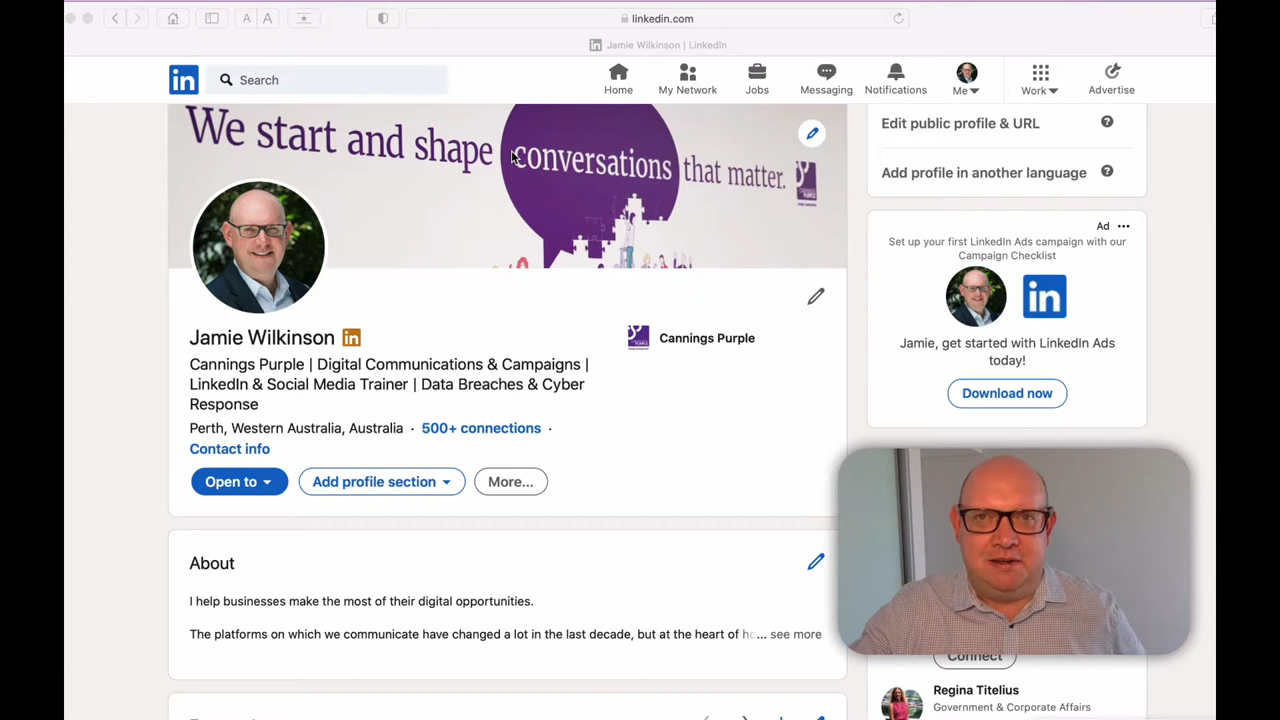 A A
linkedin.com
Jamie Wilkinson | LinkedIn
in
Search
Home
My Network
Jobs
Messaging
Notifications
Me
Work
Advertise
We start and shape conversations that matter.
Edit public profile & URL
Add profile in another language
Ad
Set up your first LinkedIn Ads campaign with our
Campaign Checklist
in
Jamie, get started with LinkedIn Ads
today!
Download now
Jamie Wilkinson in
Cannings Purple
Cannings Purple | Digital Communications & Campaigns |
LinkedIn & Social Media Trainer | Data Breaches & Cyber
Response
Perth, Western Australia, Australia · 500+ connections ·
Contact info
Open to
Add profile section
More...
About
I help businesses make the most of their digital opportunities.
The platforms on which we communicate have changed a lot in the last decade, but at the heart of ... see more
Connect
Regina Titelius
Government & Corporate Affairs